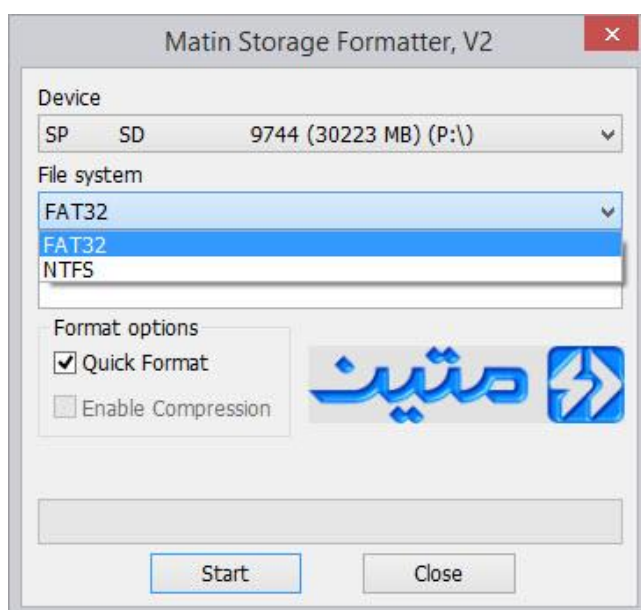 Matin Storage Formatter, V2
Device
SP SD 9744 (30223 MB) (P:\)
File system
FAT32
FAT32
NTFS
Format options
Quick Format
Enable Compression
متین
Start
Close